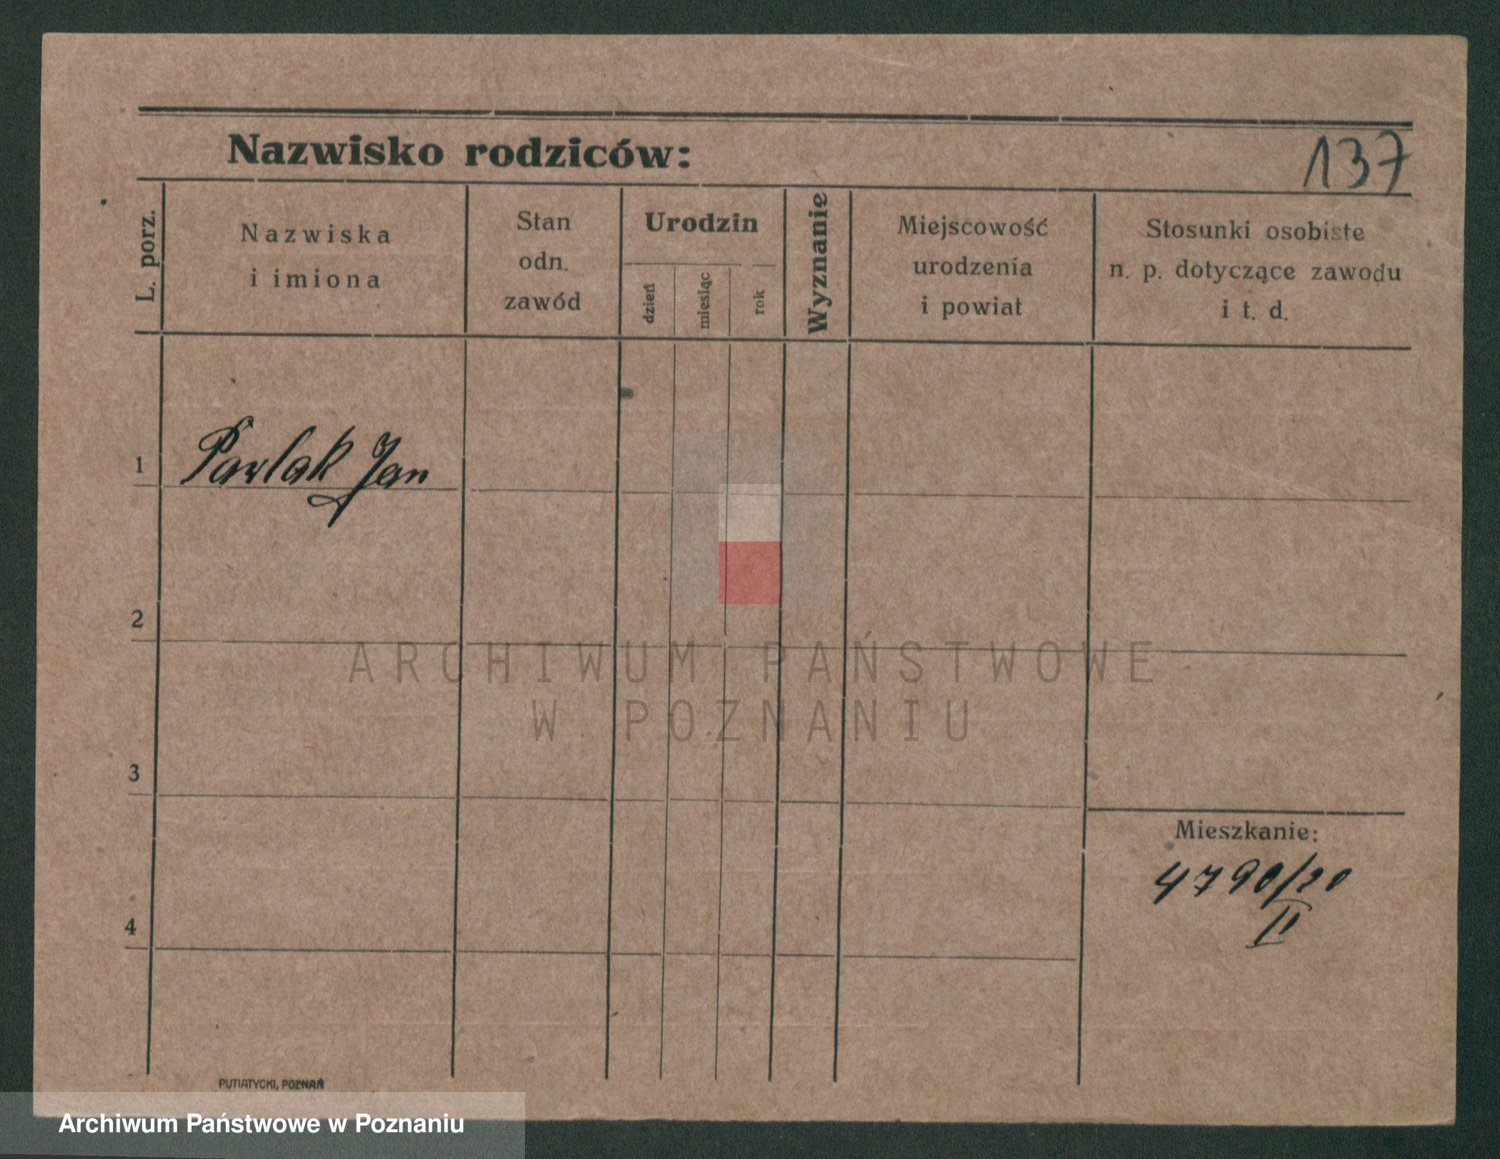 Nazwisko rodziców:
137
L. porz.
Nazwiska
i imiona
Stan
odn.
zawód
Urodzin
dzień
miesiąc
rok
Wyznanie
Miejscowość
urodzenia
i powiat
Stosunki osobiste
n. p. dotyczące zawodu
i t. d.
1
Pawlak Jan
2
ARCHIWUM PAŃSTWOWE
W POZNANIU
3
Mieszkanie:
4790/20
II
4
PUTIATYCKI, POZNAŃ
Archiwum Państwowe w Poznaniu